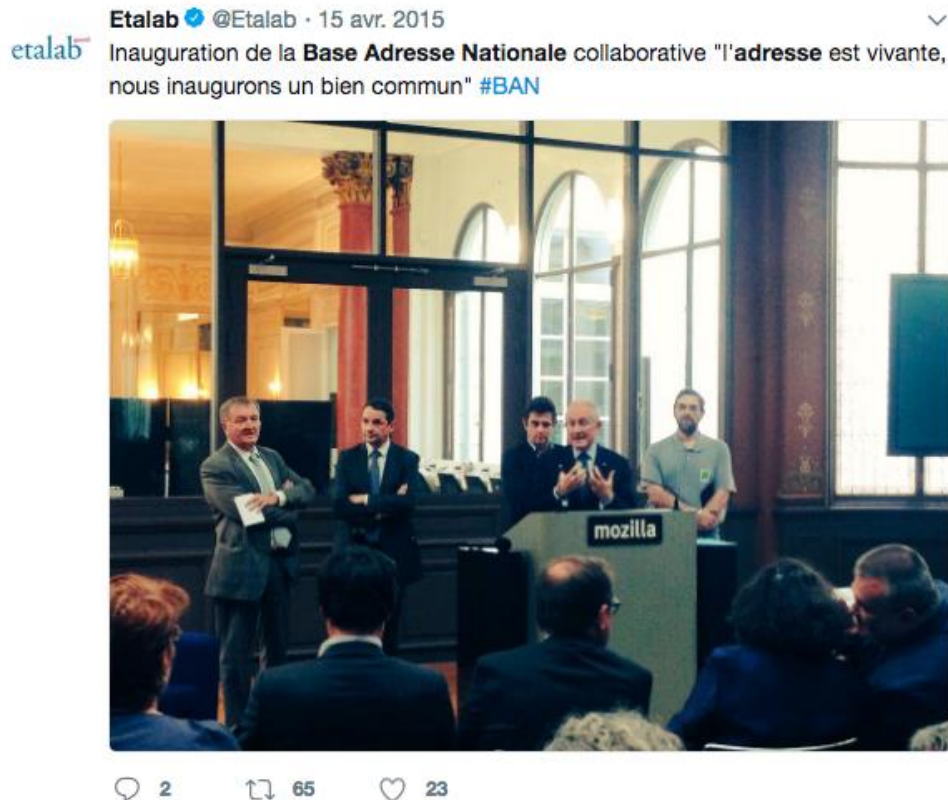 Etalab @Etalab · 15 avr. 2015
etalab
Inauguration de la Base Adresse Nationale collaborative "l'adresse est vivante,
nous inaugurons un bien commun" #BAN
mozilla
2 65 23